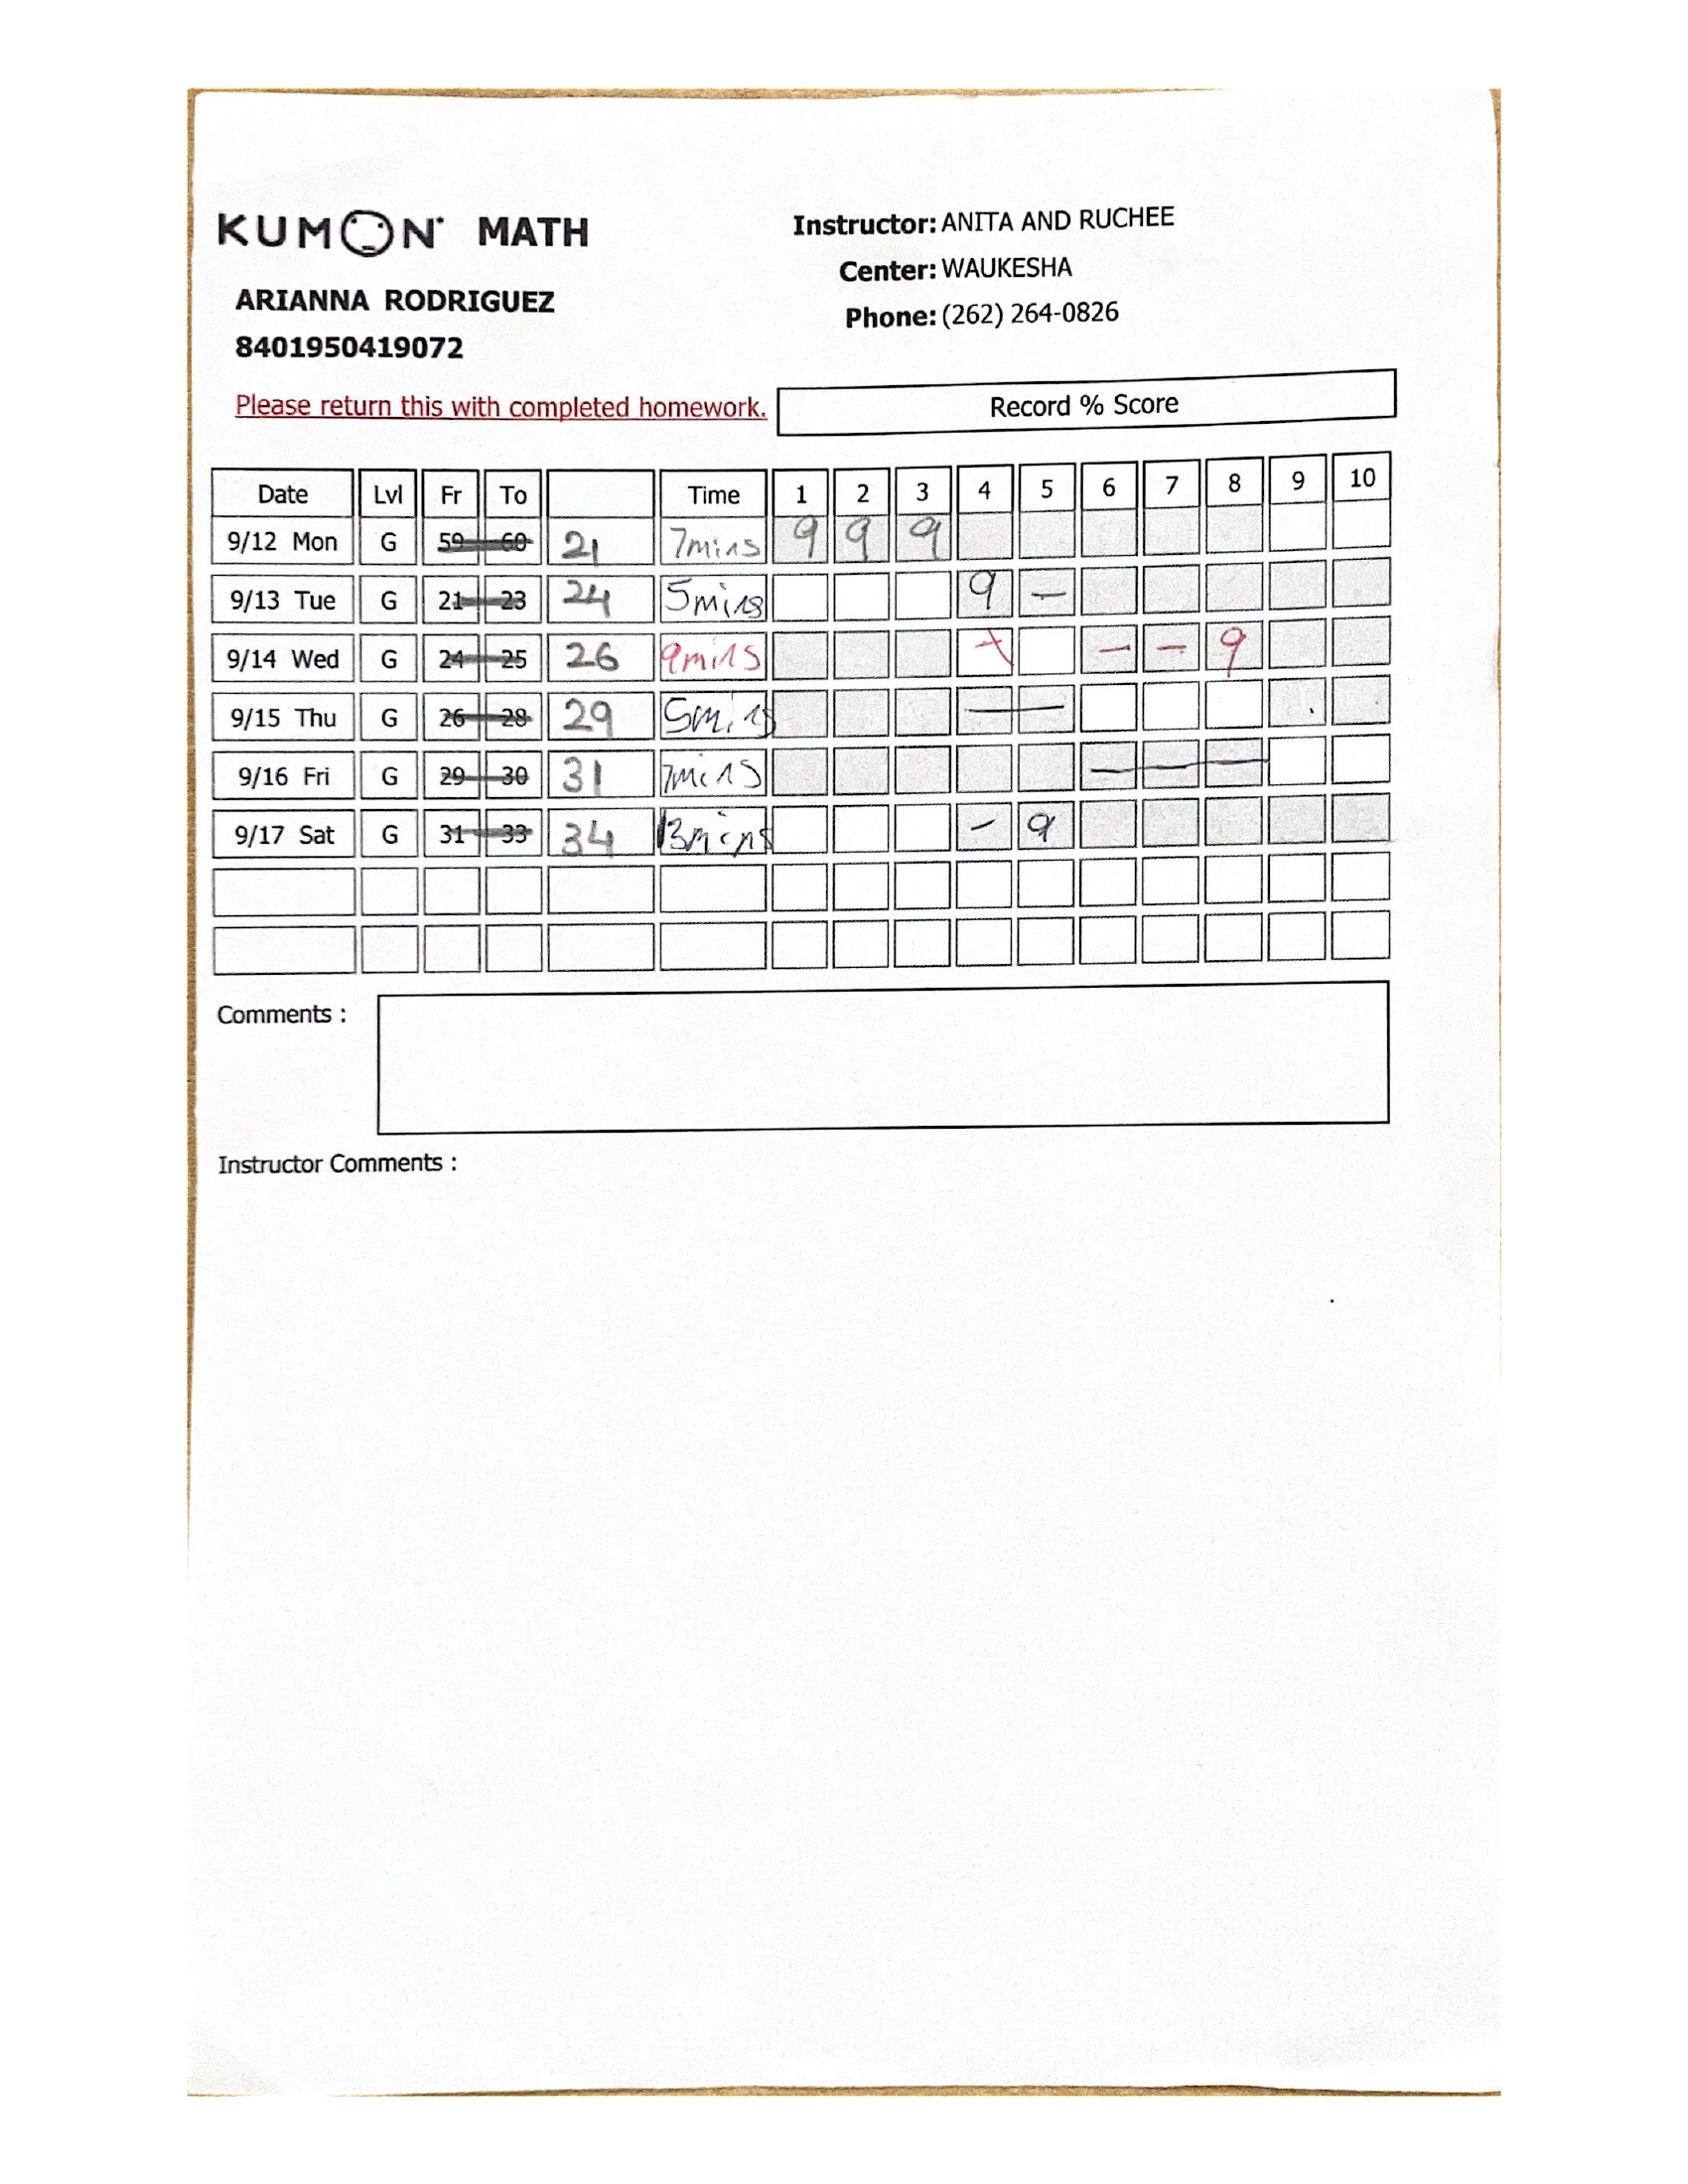 KUMON MATH
Instructor: ANITA AND RUCHEE
Center: WAUKESHA
Phone: (262) 264-0826
ARIANNA RODRIGUEZ
8401950419072
Please return this with completed homework.
Record % Score
Date Lvl Fr To Time 1 2 3 4 5 6 7 8 9 10
9/12 Mon G 59 60 21 7mins 9 9 9
9/13 Tue G 21 23 24 5mins 9 -
9/14 Wed G 24 25 26 9mins - - 9
9/15 Thu G 26 28 29 5mins —
9/16 Fri G 29 30 31 7mins —
9/17 Sat G 31 33 34 13mins - 9
Comments :
Instructor Comments :